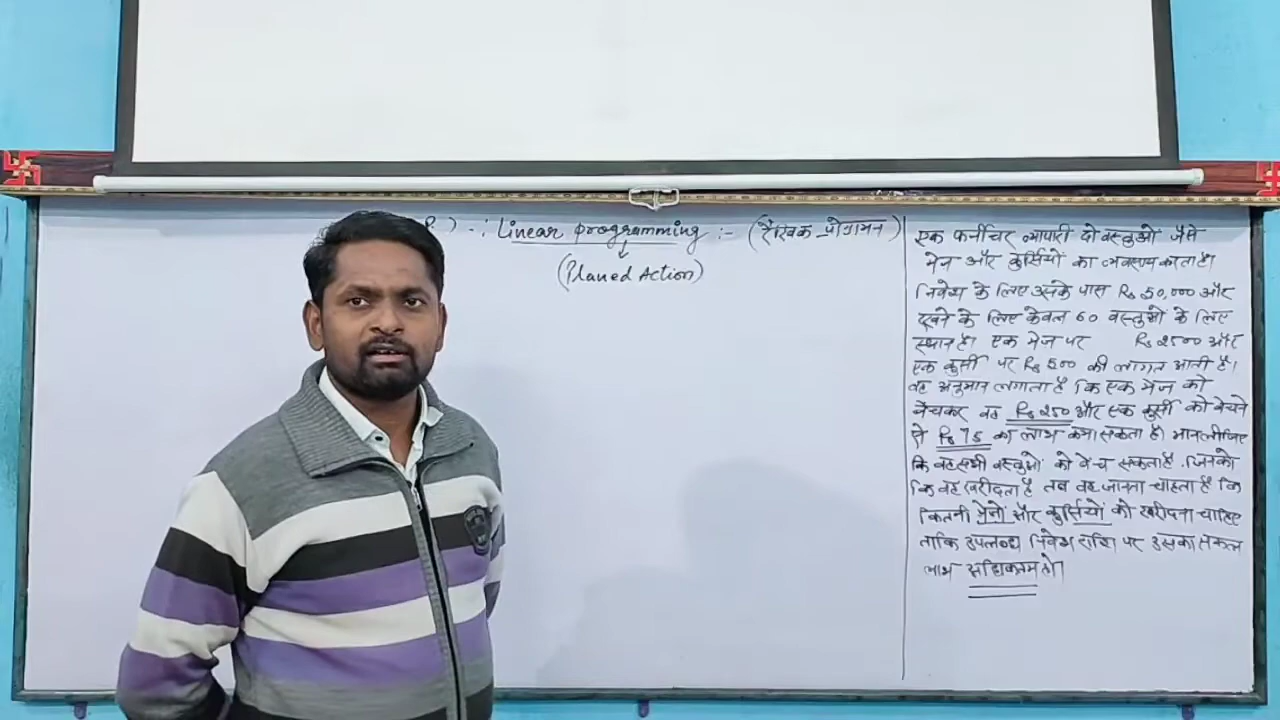 R) -: Linear programming :- (रैखिक प्रोग्रामन)
(Planed Action)
एक फर्नीचर व्यापारी दो वस्तुओं जैसे
मेज और कुर्सियों का व्यवसाय करता है।
निवेश के लिए उसके पास Rs 50,000 और
रखने के लिए केवल 60 वस्तुओं के लिए
स्थान है। एक मेज पर Rs 2500 और
एक कुर्सी पर Rs 500 की लागत आती है।
वह अनुमान लगाता है कि एक मेज को
बेचकर वह Rs 250 और एक कुर्सी को बेचने
से Rs 75 का लाभ कमा सकता है। मान लीजिए
कि वह सभी वस्तुओं को बेच सकता है जिनको
कि वह खरीदता है तब वह जानना चाहता है कि
कितनी मेजों और कुर्सियों को खरीदना चाहिए
ताकि उपलब्ध निवेश राशि पर उसका सकल
लाभ अधिकतम हो।